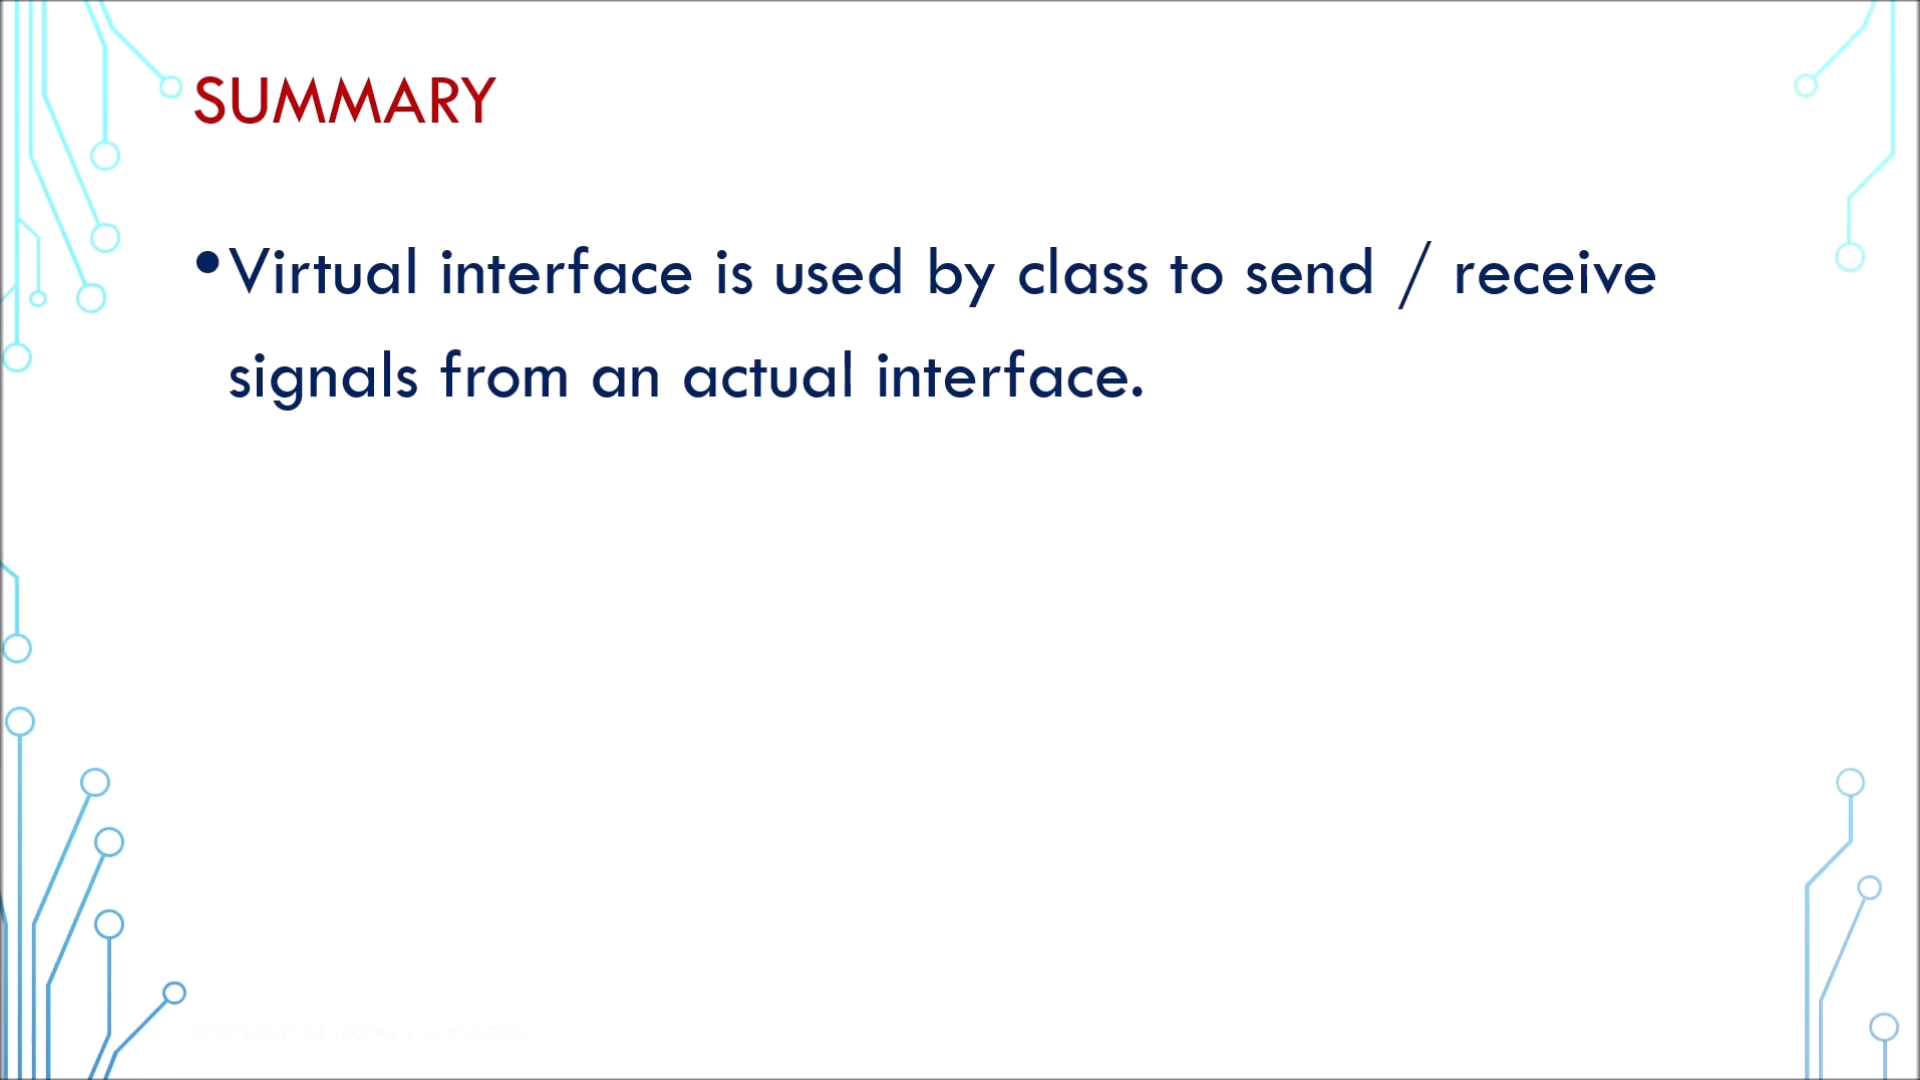 SUMMARY
•Virtual interface is used by class to send / receive
signals from an actual interface.